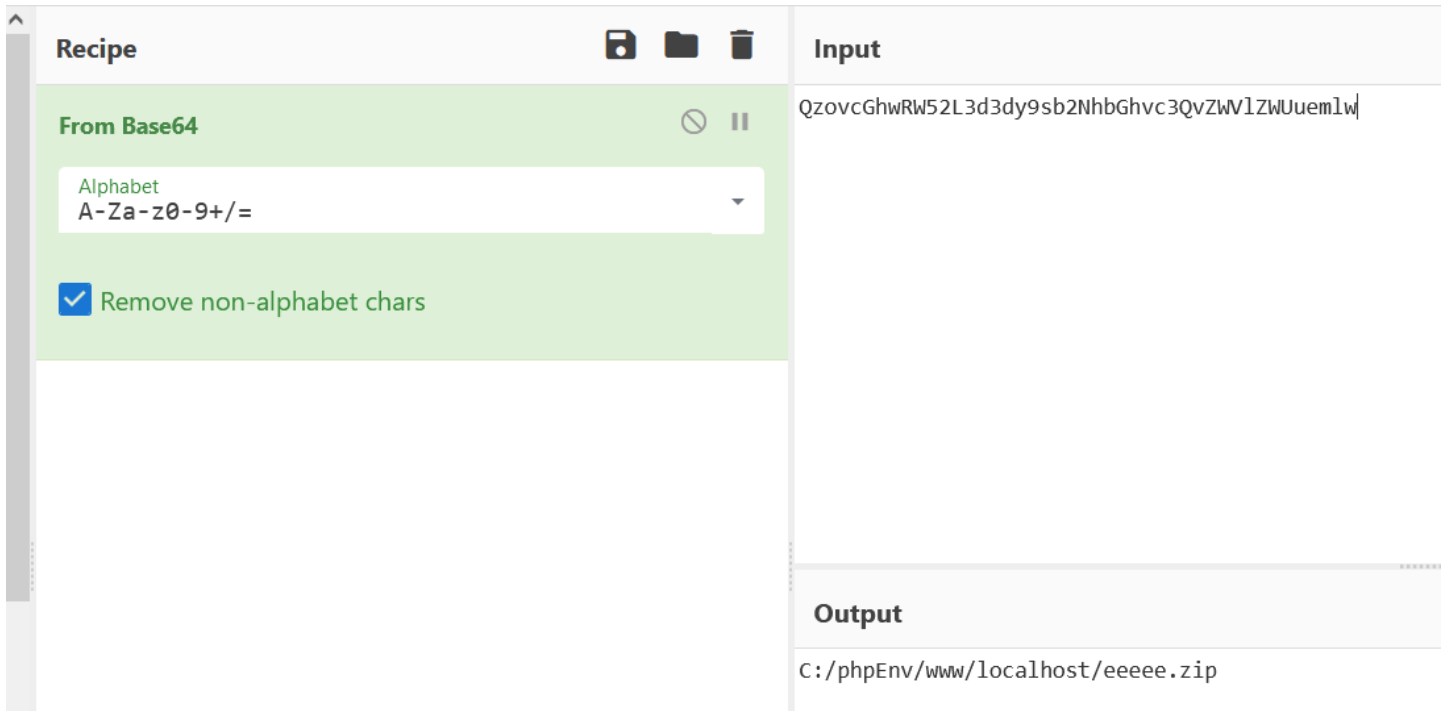 Recipe
From Base64
Alphabet
A-Za-z0-9+/=
Remove non-alphabet chars
Input
QzovcGhwRW52L3d3dy9sb2NhbGhvc3QvZWVlZWUuemlw
Output
C:/phpEnv/www/localhost/eeeee.zip